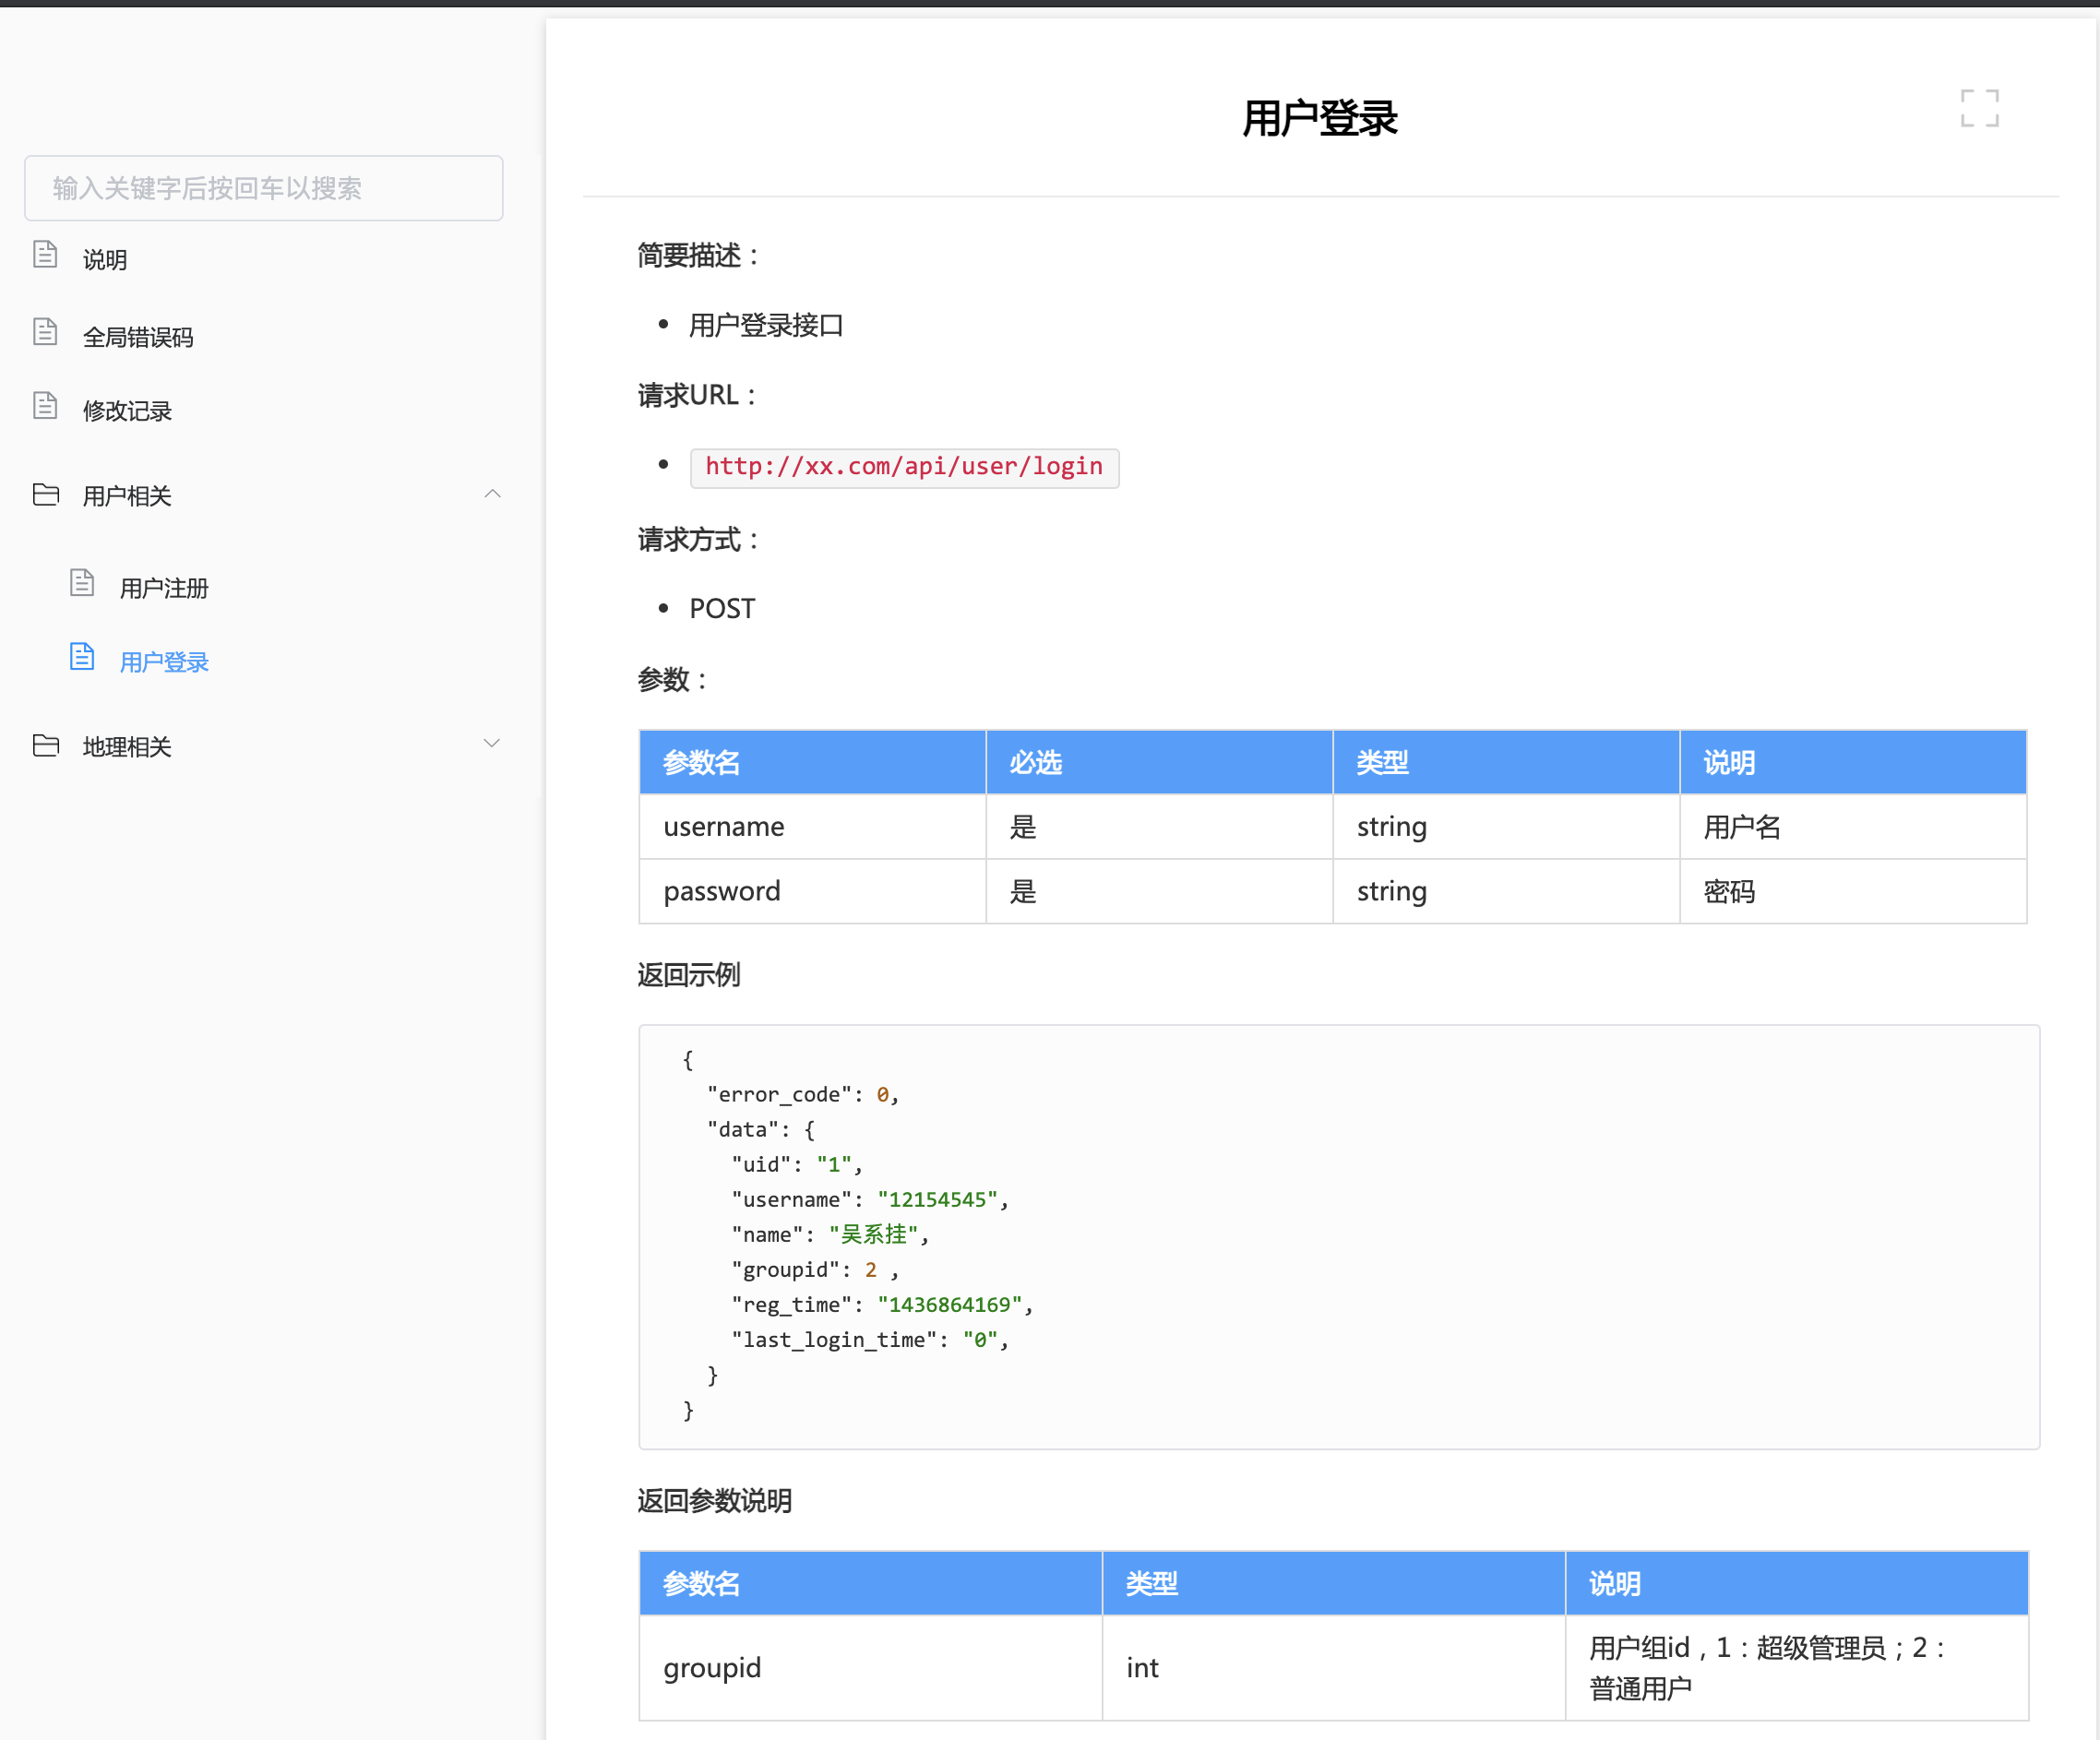 输入关键字后按回车以搜索
说明
全局错误码
修改记录
用户相关
用户注册
用户登录
地理相关
用户登录
简要描述：
用户登录接口
请求URL：
http://xx.com/api/user/login
请求方式：
POST
参数：
参数名 必选 类型 说明
username 是 string 用户名
password 是 string 密码
返回示例
{
"error_code": 0,
"data": {
"uid": "1",
"username": "12154545",
"name": "吴系挂",
"groupid": 2 ,
"reg_time": "1436864169",
"last_login_time": "0",
}
}
返回参数说明
参数名 类型 说明
groupid int 用户组id，1：超级管理员；2：
普通用户